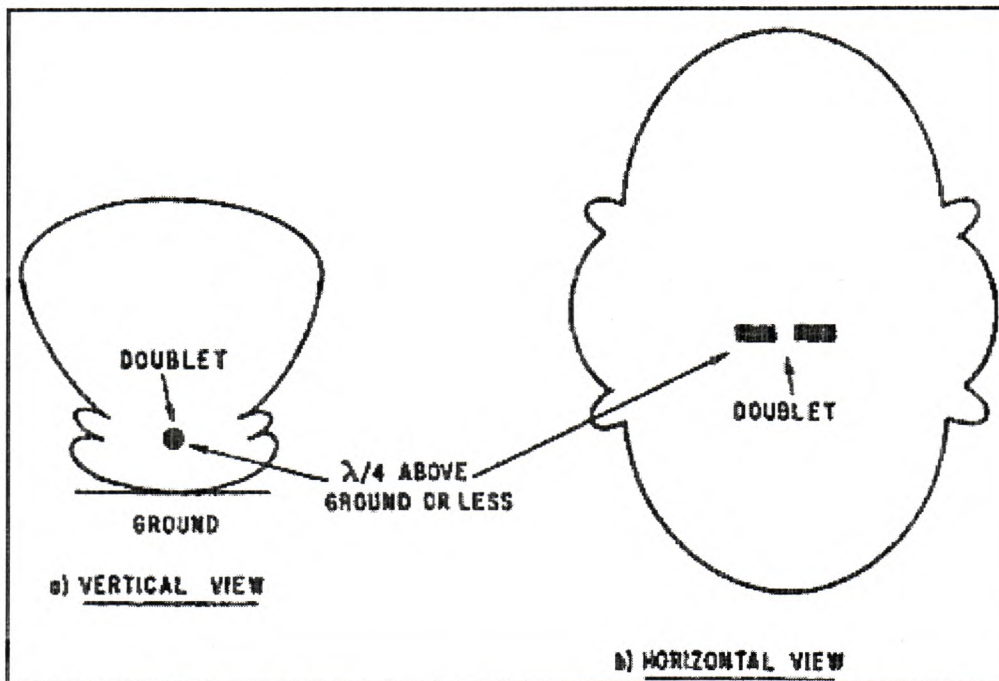 DOUBLET
λ/4 ABOVE
GROUND OR LESS
GROUND
a) VERTICAL VIEW
DOUBLET
b) HORIZONTAL VIEW